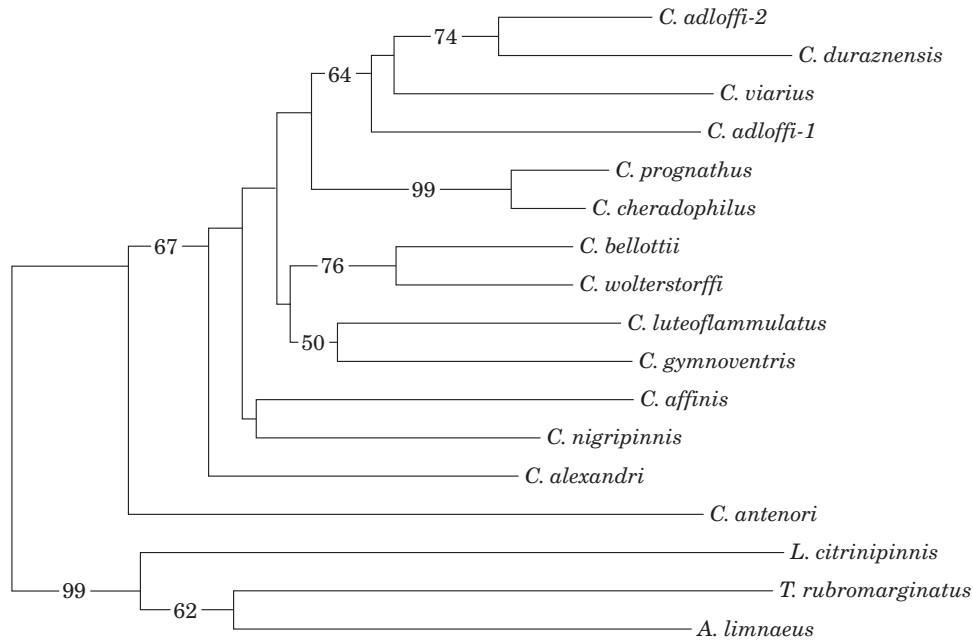 C. adloffi-2
74
C. duraznensis
64
C. viarius
C. adloffi-1
C. prognathus
99
C. cheradophilus
67
C. bellottii
76
C. wolterstorffi
C. luteoflammulatus
50
C. gymnoventris
C. affinis
C. nigripinnis
C. alexandri
C. antenori
L. citrinipinnis
99
T. rubromarginatus
62
A. limnaeus